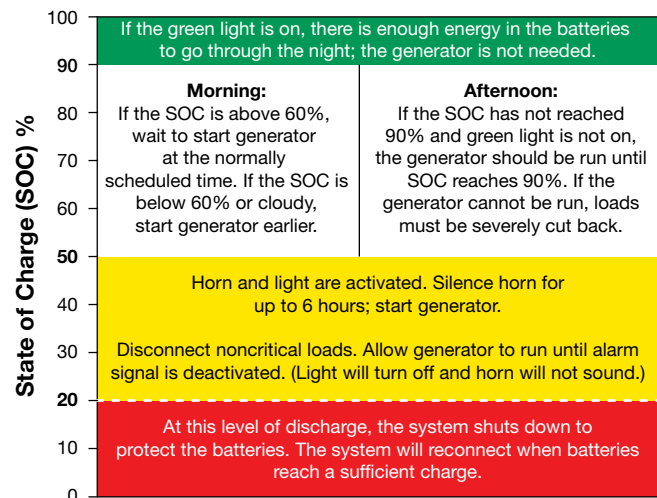 100
If the green light is on, there is enough energy in the batteries
to go through the night; the generator is not needed.
90
Morning:
If the SOC is above 60%,
wait to start generator
at the normally
scheduled time. If the SOC is
below 60% or cloudy,
start generator earlier.
Afternoon:
If the SOC has not reached
90% and green light is not on,
the generator should be run until
SOC reaches 90%. If the
generator cannot be run, loads
must be severely cut back.
80
70
60
State of Charge (SOC) %
50
Horn and light are activated. Silence horn for
up to 6 hours; start generator.
40
Disconnect noncritical loads. Allow generator to run until alarm
signal is deactivated. (Light will turn off and horn will not sound.)
30
20
At this level of discharge, the system shuts down to
protect the batteries. The system will reconnect when batteries
reach a sufficient charge.
10
0